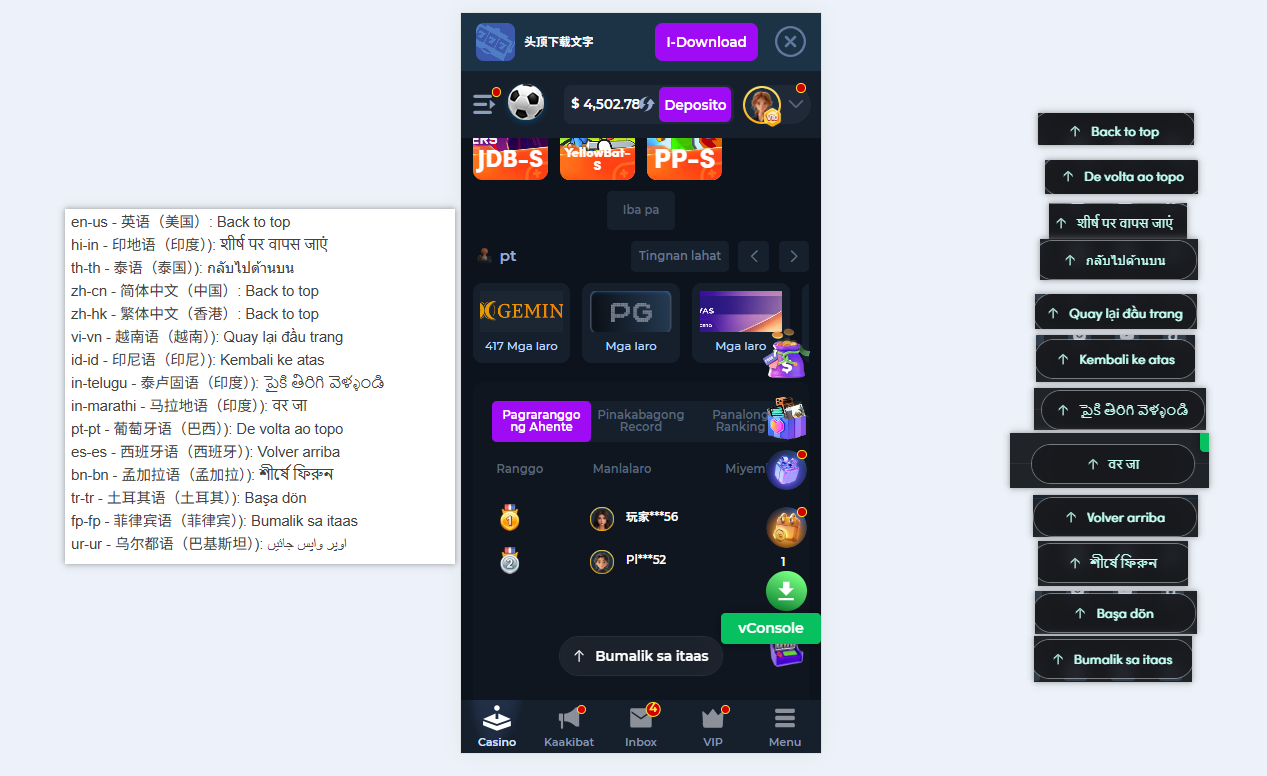 en-us - 英语（美国）: Back to top
hi-in - 印地语（印度）): शीर्ष पर वापस जाएं
th-th - 泰语（泰国）): กลับไปด้านบน
zh-cn - 简体中文（中国）: Back to top
zh-hk - 繁体中文（香港）: Back to top
vi-vn - 越南语（越南）): Quay lại đầu trang
id-id - 印尼语（印尼）): Kembali ke atas
in-telugu - 泰卢固语（印度）): పైకి తిరిగి వెళ్ళండి
in-marathi - 马拉地语（印度）): वर जा
pt-pt - 葡萄牙语（巴西）): De volta ao topo
es-es - 西班牙语（西班牙）): Volver arriba
bn-bn - 孟加拉语（孟加拉）): শীর্ষে ফিরুন
tr-tr - 土耳其语（土耳其）): Başa dön
fp-fp - 菲律宾语（菲律宾）): Bumalik sa itaas
ur-ur - 乌尔都语（巴基斯坦）): اوپر واپس جائیں
头顶下载文字
I-Download
$ 4,502.78
Deposito
ERS
JDB-S
YellowBat-
S
PP-S
Iba pa
pt
Tingnan lahat
GEMIN
PG
VAS
417 Mga laro
Mga laro
Mga laro
Pagraranggo
ng Ahente
Pinakabagong
Record
Panalong
Ranking
Ranggo
Manlalaro
Miyem
1
玩家***56
2
Pl***52
1
vConsole
↑ Bumalik sa itaas
Casino
Kaakibat
4
Inbox
VIP
Menu
↑ Back to top
↑ De volta ao topo
↑ शीर्ष पर वापस जाएं
↑ กลับไปด้านบน
↑ Quay lại đầu trang
↑ Kembali ke atas
↑ పైకి తిరిగి వెళ్ళండి
↑ वर जा
↑ Volver arriba
↑ শীর্ষে ফিরুন
↑ Başa dön
↑ Bumalik sa itaas